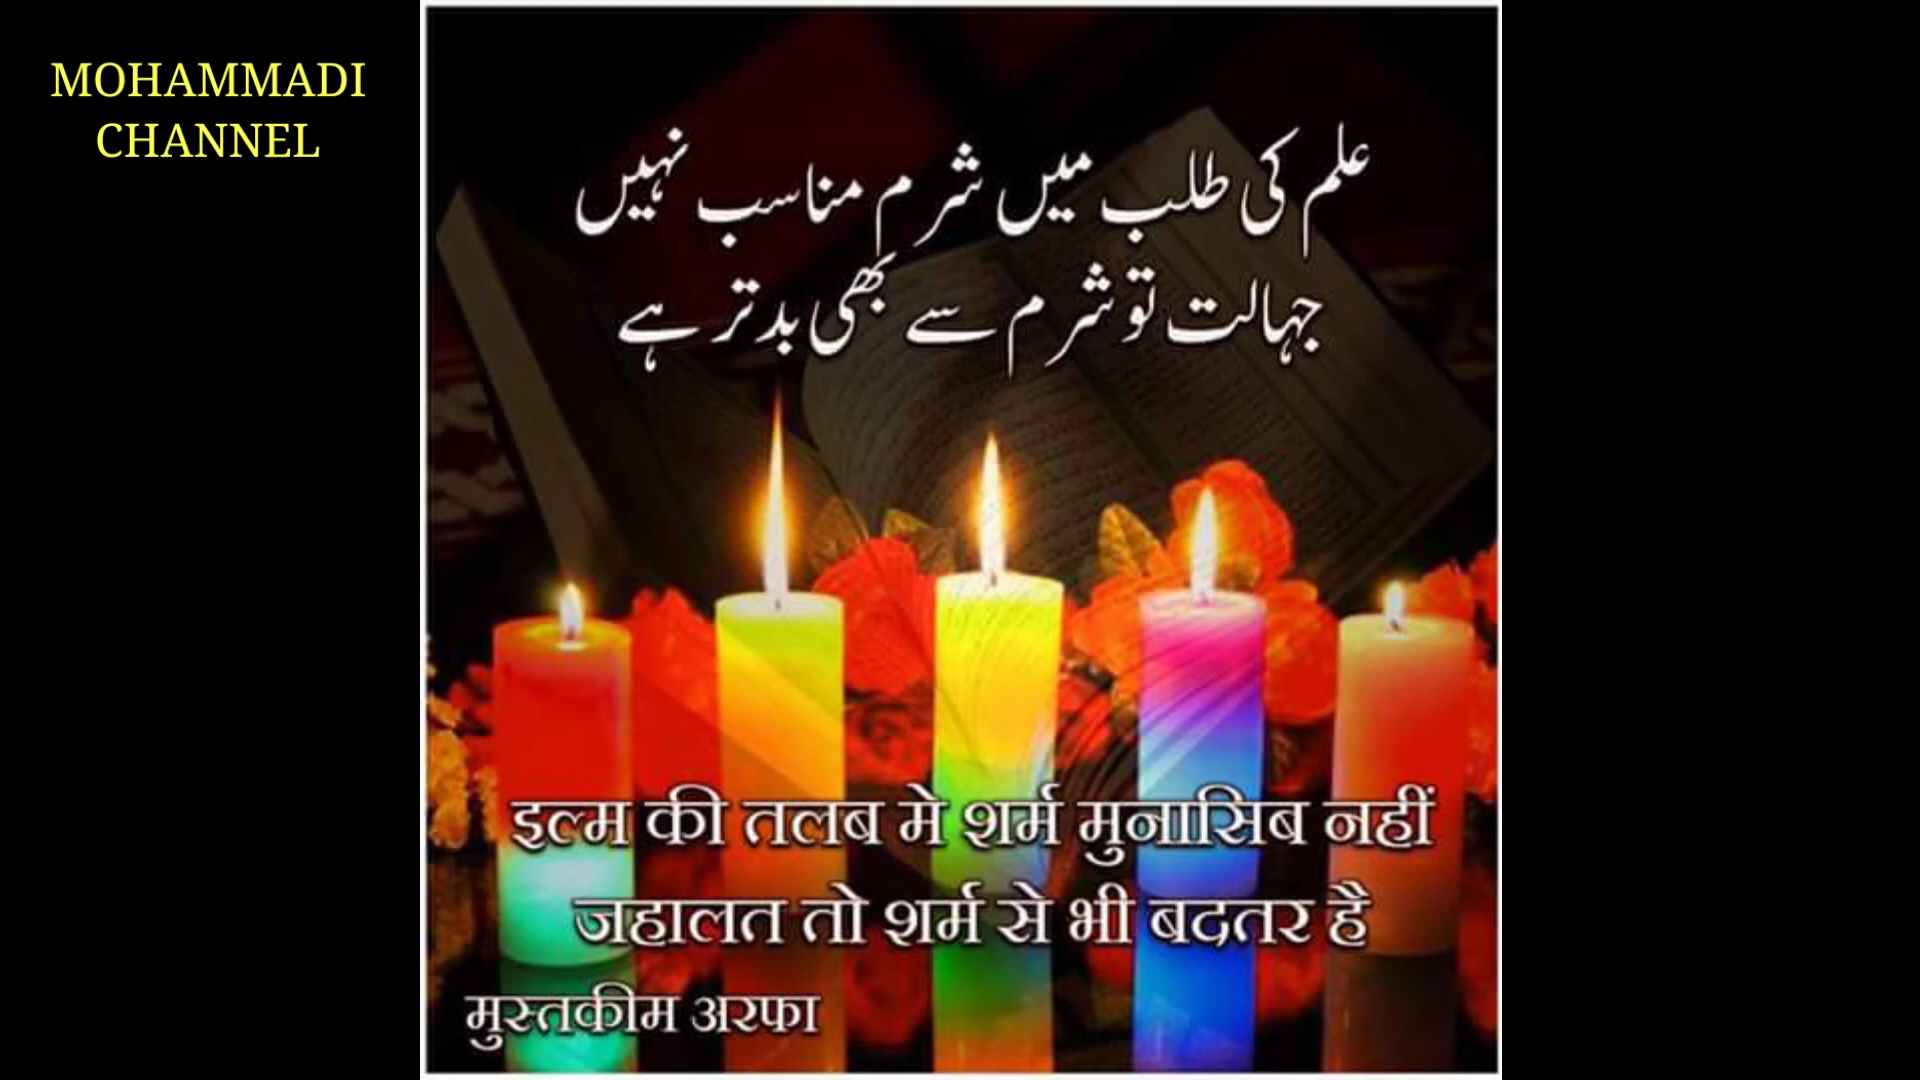 MOHAMMADI
CHANNEL
علم کی طلب میں شرم مناسب نہیں
جہالت تو شرم سے بھی بدتر ہے
इल्म की तलब मे शर्म मुनासिब नहीं
जहालत तो शर्म से भी बदतर है
मुस्तकीम अरफा